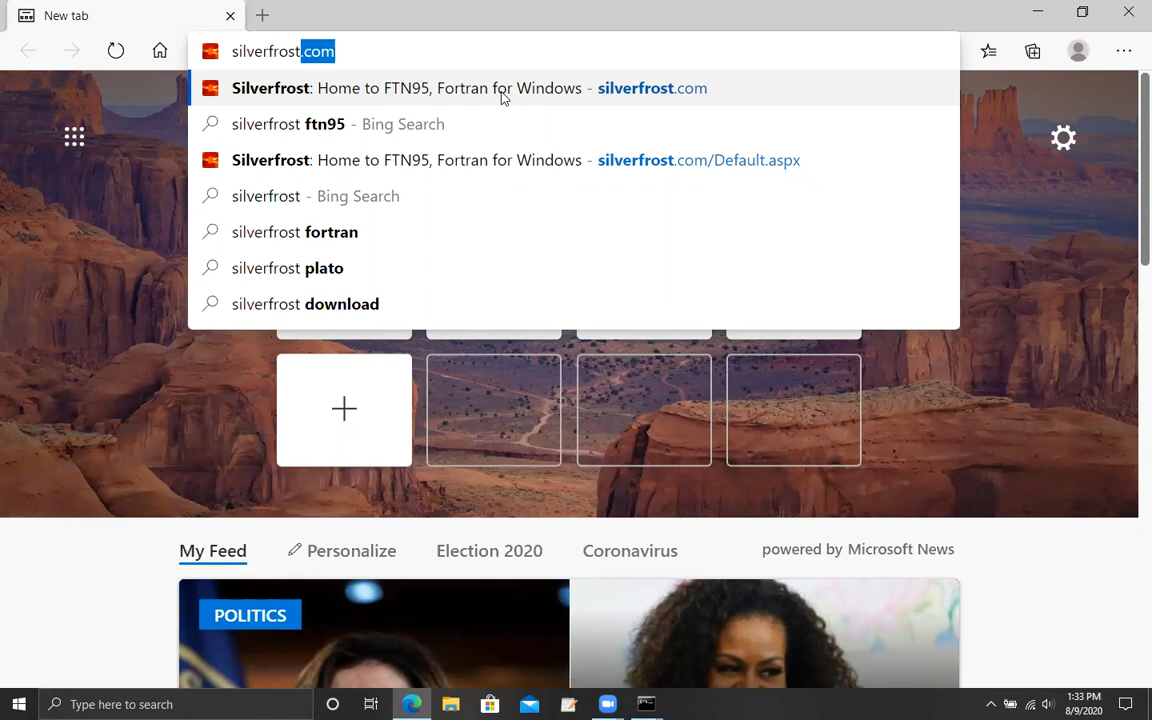 New tab
silverfrost.com
Silverfrost: Home to FTN95, Fortran for Windows - silverfrost.com
silverfrost ftn95 - Bing Search
Silverfrost: Home to FTN95, Fortran for Windows - silverfrost.com/Default.aspx
silverfrost - Bing Search
silverfrost fortran
silverfrost plato
silverfrost download
My Feed
Personalize
Election 2020
Coronavirus
powered by Microsoft News
POLITICS
Type here to search
1:33 PM
8/9/2020